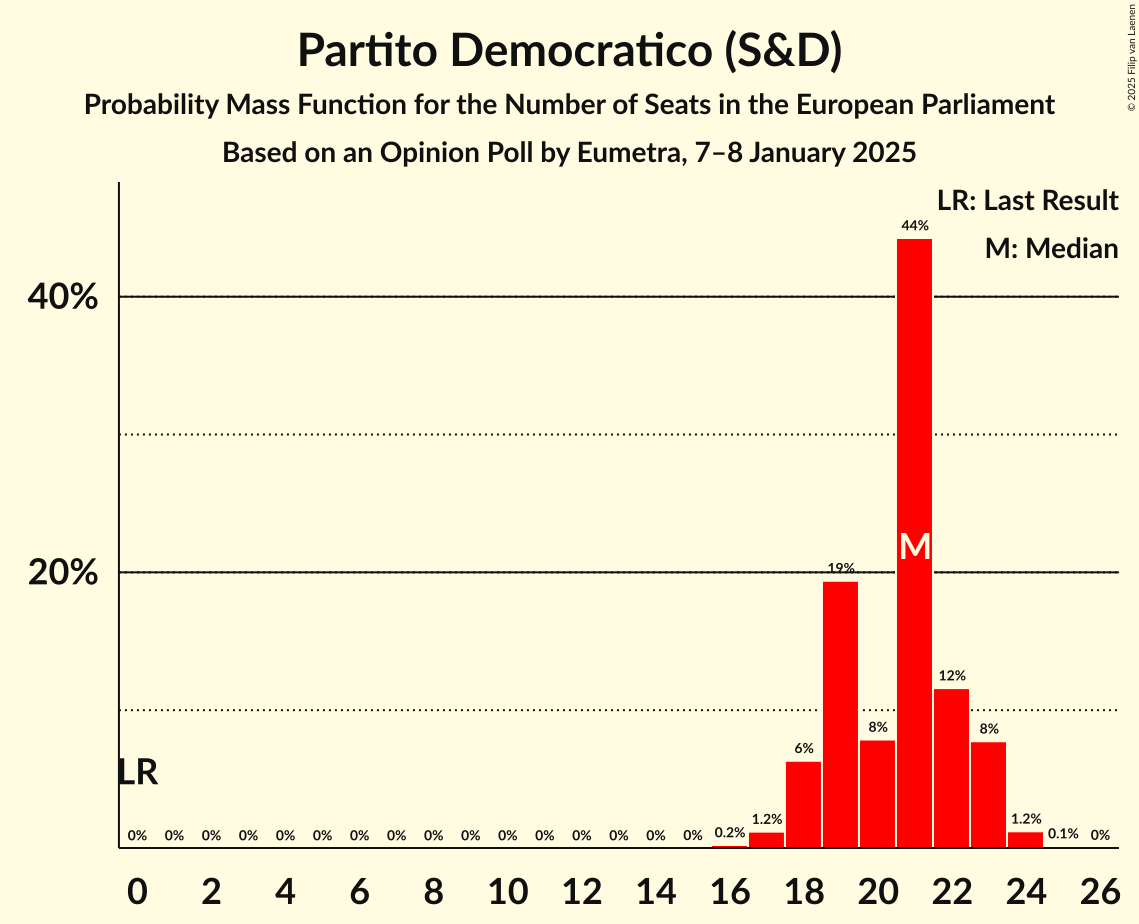 Partito Democratico (S&D)
Probability Mass Function for the Number of Seats in the European Parliament
Based on an Opinion Poll by Eumetra, 7–8 January 2025
© 2025 Filip van Laenen
LR: Last Result
M: Median
44%
40%
M
20%
19%
12%
8%
8%
6%
LR
0% 0% 0% 0% 0% 0% 0% 0% 0% 0% 0% 0% 0% 0% 0% 0% 0.2% 1.2% 1.2% 0.1% 0%
0 2 4 6 8 10 12 14 16 18 20 22 24 26